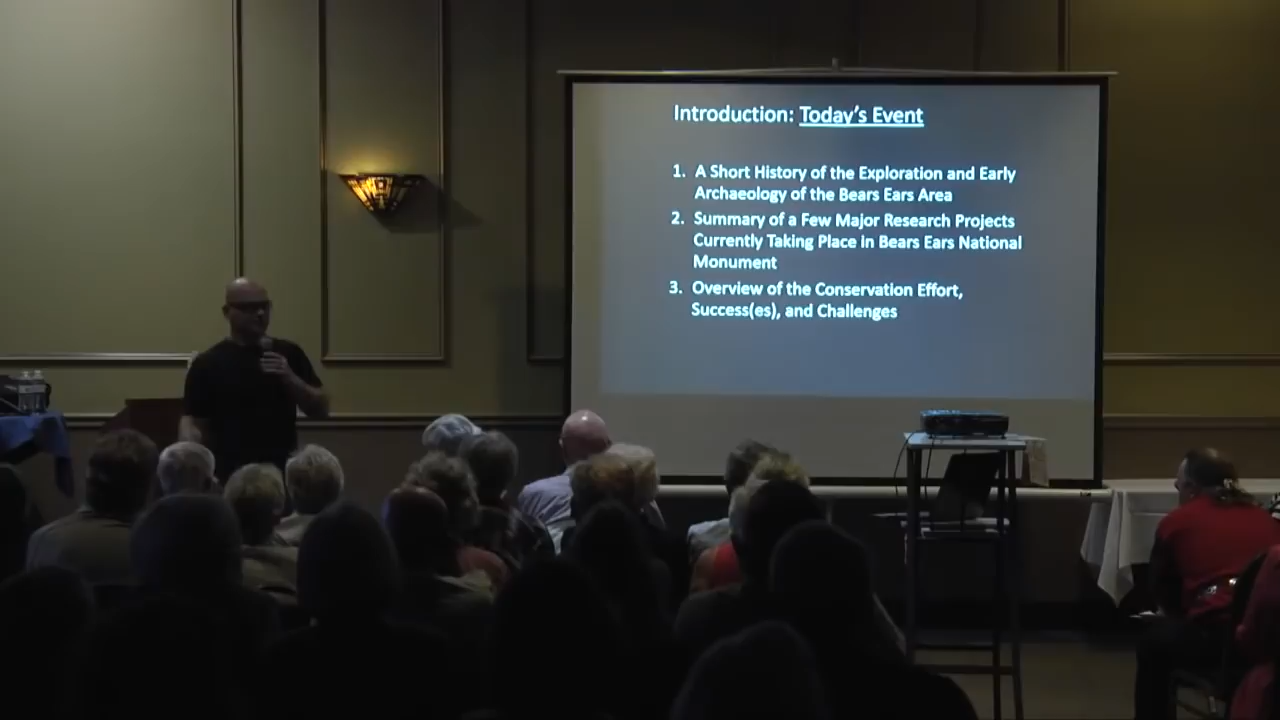 Introduction: Today's Event
1. A Short History of the Exploration and Early
Archaeology of the Bears Ears Area
2. Summary of a Few Major Research Projects
Currently Taking Place in Bears Ears National
Monument
3. Overview of the Conservation Effort,
Success(es), and Challenges